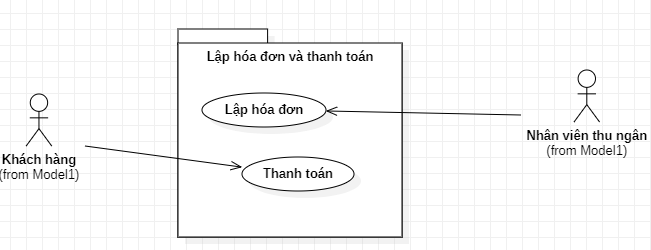 Lập hóa đơn và thanh toán
Lập hóa đơn
Nhân viên thu ngân
(from Model1)
Khách hàng
(from Model1)
Thanh toán